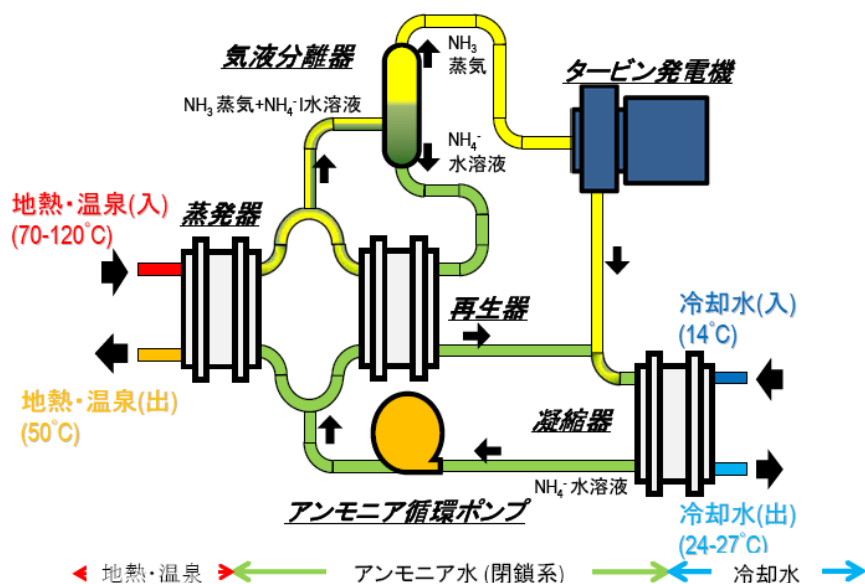 気液分離器
NH3
蒸気
タービン発電機
NH3 蒸気+NH4-l水溶液
NH4-
水溶液
地熱・温泉(入)
(70-120°C)
蒸発器
再生器
冷却水(入)
(14°C)
地熱・温泉(出)
(50°C)
凝縮器
NH4- 水溶液
アンモニア循環ポンプ
冷却水(出)
(24-27°C)
地熱・温泉
アンモニア水 (閉鎖系)
冷却水